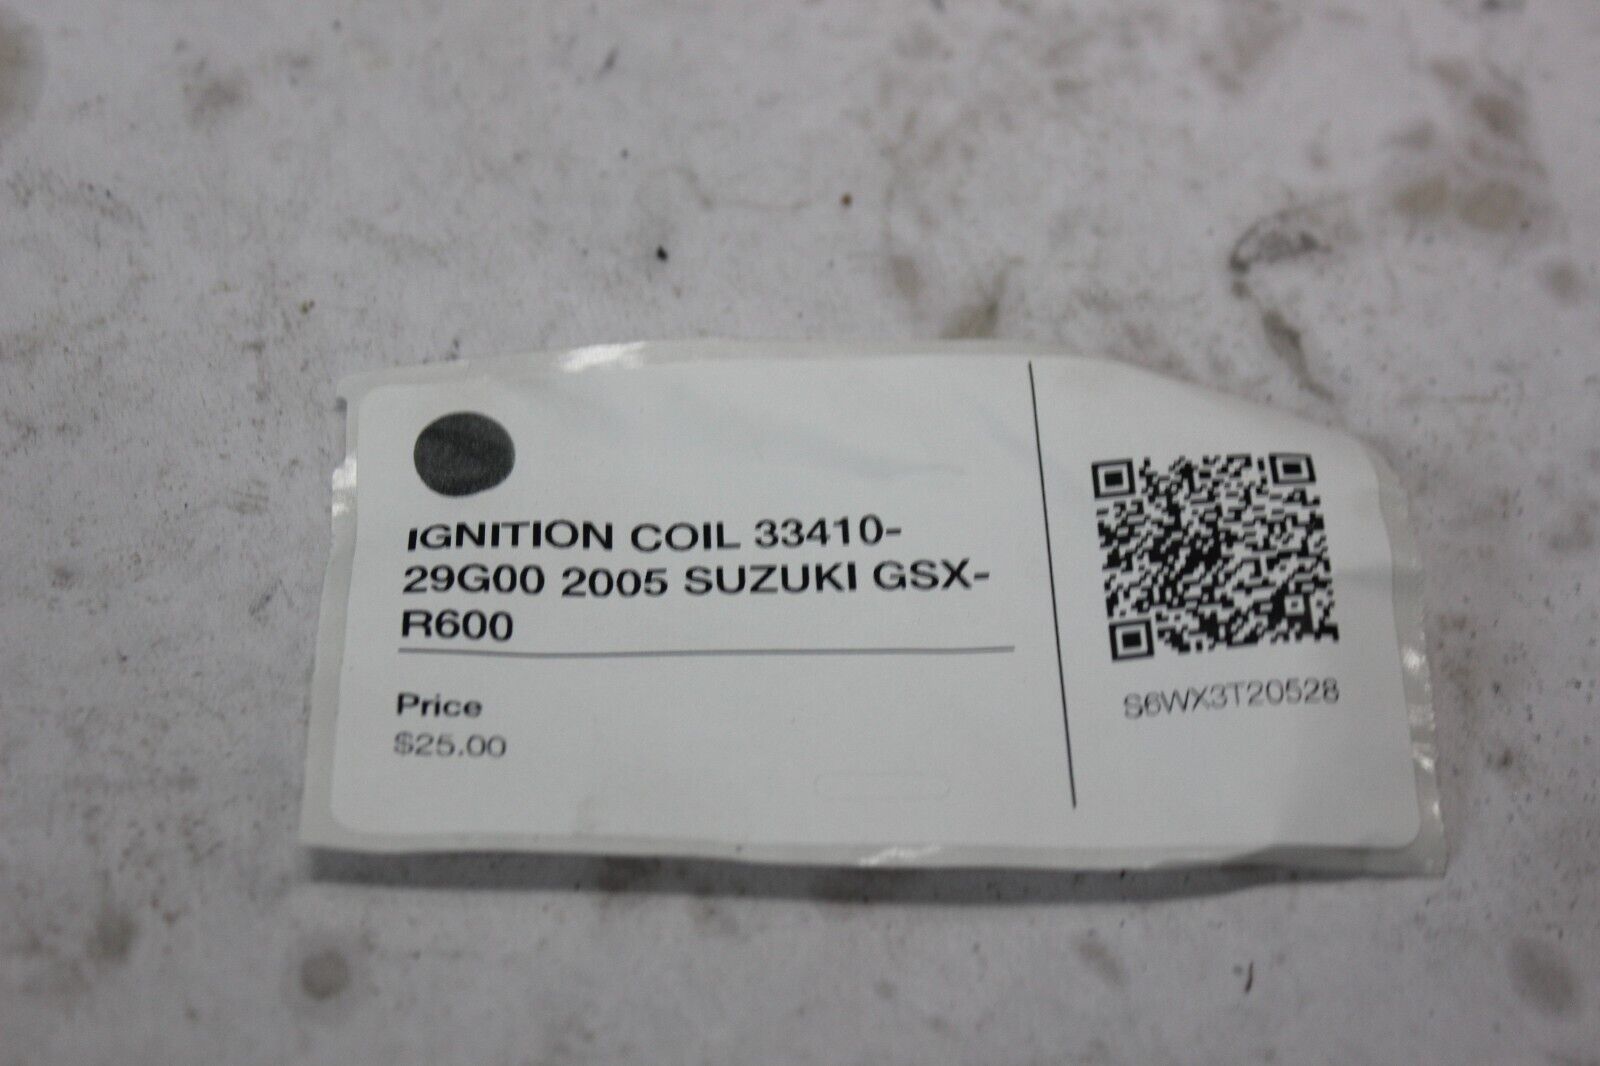 IGNITION COIL 33410-
29G00 2005 SUZUKI GSX-
R600
Price
$25.00
S6WX3T20528